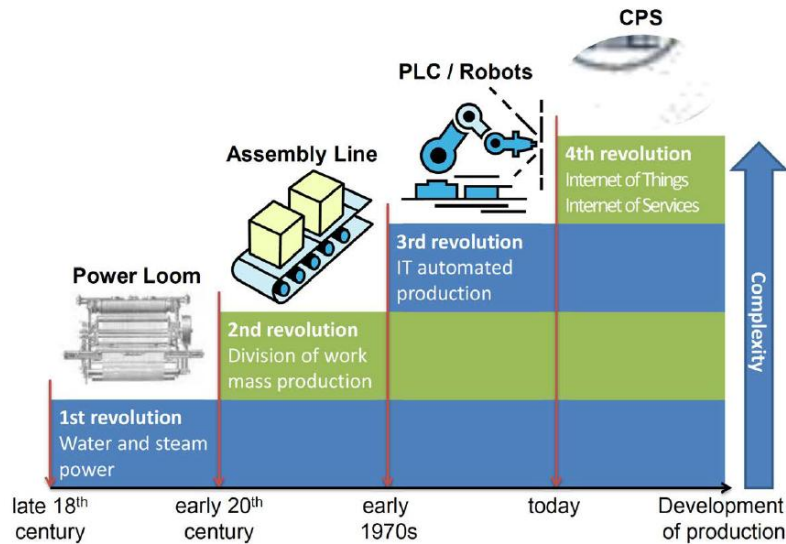 CPS
PLC / Robots
Assembly Line
4th revolution
Internet of Things
Internet of Services
Power Loom
3rd revolution
IT automated
production
2nd revolution
Division of work
mass production
1st revolution
Water and steam
power
Complexity
late 18th
century
early 20th
century
early
1970s
today
Development
of production